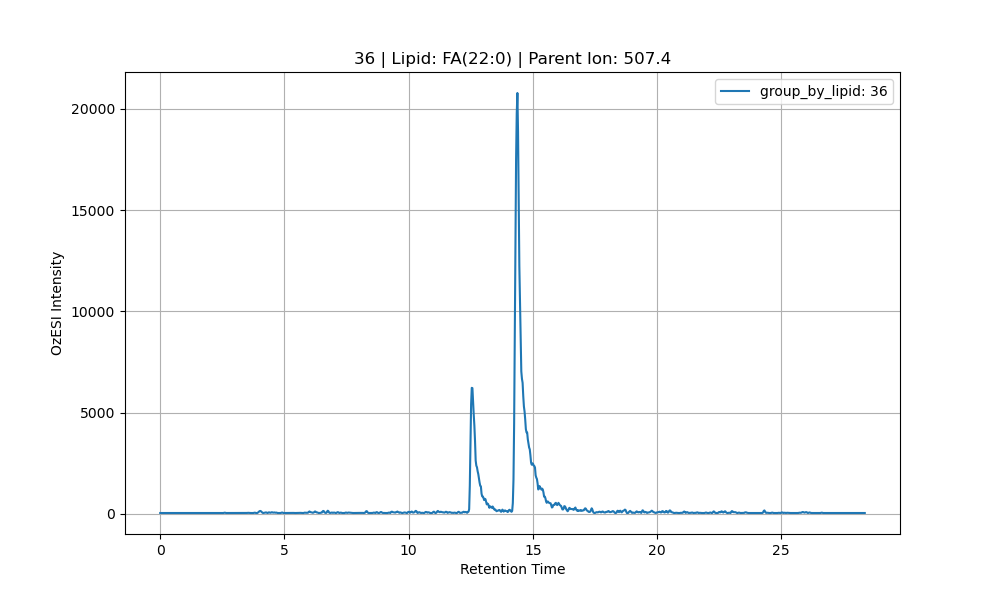 36 | Lipid: FA(22:0) | Parent Ion: 507.4
group_by_lipid: 36
20000
15000
10000
5000
0
OzESI Intensity
0 5 10 15 20 25
Retention Time